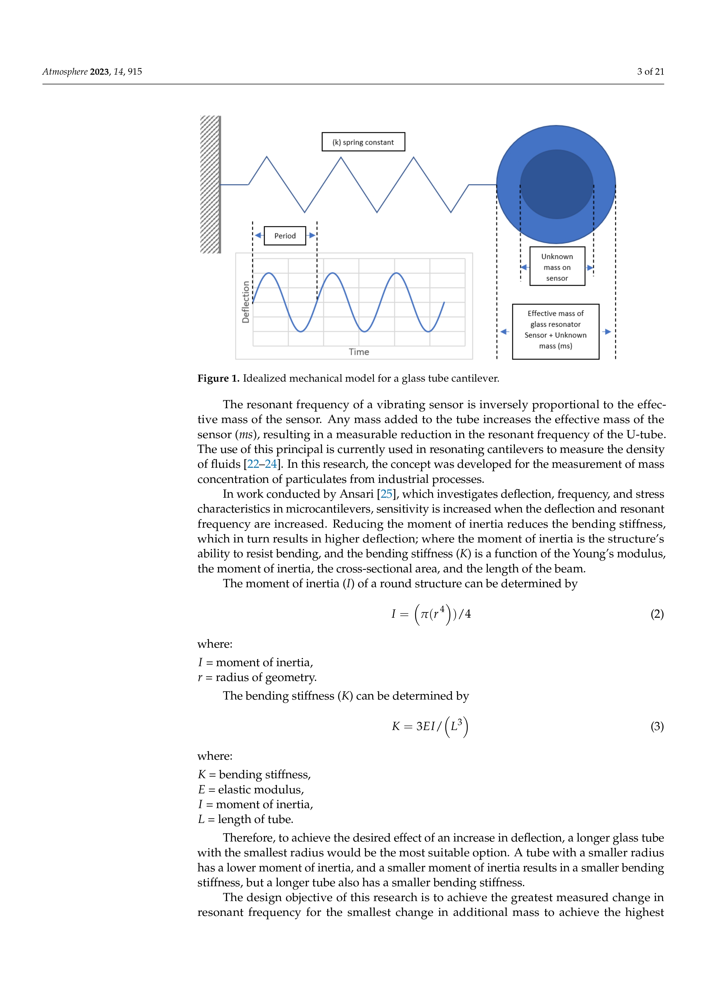 Atmosphere 2023, 14, 915
3 of 21
(k) spring constant
Period
Deflection
Time
Unknown
mass on
sensor
Effective mass of
glass resonator
Sensor + Unknown
mass (ms)
Figure 1. Idealized mechanical model for a glass tube cantilever.
The resonant frequency of a vibrating sensor is inversely proportional to the effec-
tive mass of the sensor. Any mass added to the tube increases the effective mass of the
sensor (ms), resulting in a measurable reduction in the resonant frequency of the U-tube.
The use of this principal is currently used in resonating cantilevers to measure the density
of fluids [22–24]. In this research, the concept was developed for the measurement of mass
concentration of particulates from industrial processes.
In work conducted by Ansari [25], which investigates deflection, frequency, and stress
characteristics in microcantilevers, sensitivity is increased when the deflection and resonant
frequency are increased. Reducing the moment of inertia reduces the bending stiffness,
which in turn results in higher deflection; where the moment of inertia is the structure's
ability to resist bending, and the bending stiffness (K) is a function of the Young's modulus,
the moment of inertia, the cross-sectional area, and the length of the beam.
The moment of inertia (I) of a round structure can be determined by
I = (π(r⁴))/4 (2)
where:
I = moment of inertia,
r = radius of geometry.
The bending stiffness (K) can be determined by
K = 3EI/(L³) (3)
where:
K = bending stiffness,
E = elastic modulus,
I = moment of inertia,
L = length of tube.
Therefore, to achieve the desired effect of an increase in deflection, a longer glass tube
with the smallest radius would be the most suitable option. A tube with a smaller radius
has a lower moment of inertia, and a smaller moment of inertia results in a smaller bending
stiffness, but a longer tube also has a smaller bending stiffness.
The design objective of this research is to achieve the greatest measured change in
resonant frequency for the smallest change in additional mass to achieve the highest